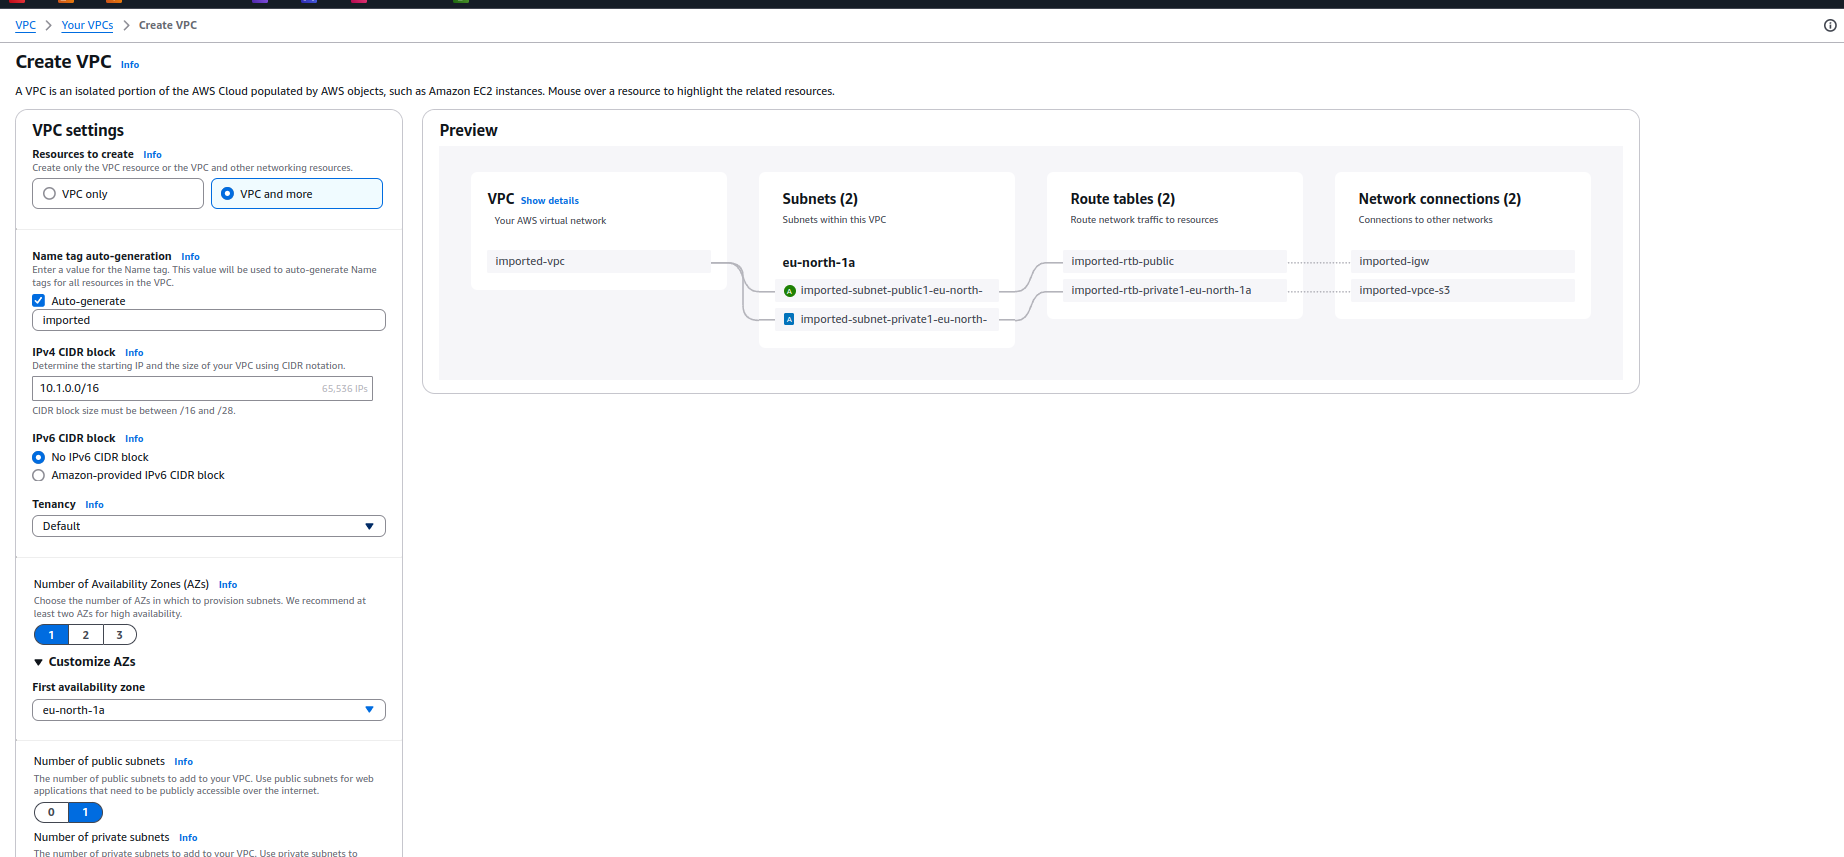 VPC > Your VPCs > Create VPC
Create VPC Info
A VPC is an isolated portion of the AWS Cloud populated by AWS objects, such as Amazon EC2 instances. Mouse over a resource to highlight the related resources.
VPC settings
Resources to create Info
Create only the VPC resource or the VPC and other networking resources.
VPC only
VPC and more
Name tag auto-generation Info
Enter a value for the Name tag. This value will be used to auto-generate Name
tags for all resources in the VPC.
Auto-generate
imported
IPv4 CIDR block Info
Determine the starting IP and the size of your VPC using CIDR notation.
10.1.0.0/16 65,536 IPs
CIDR block size must be between /16 and /28.
IPv6 CIDR block Info
No IPv6 CIDR block
Amazon-provided IPv6 CIDR block
Tenancy Info
Default
Number of Availability Zones (AZs) Info
Choose the number of AZs in which to provision subnets. We recommend at
least two AZs for high availability.
1 2 3
Customize AZs
First availability zone
eu-north-1a
Number of public subnets Info
The number of public subnets to add to your VPC. Use public subnets for web
applications that need to be publicly accessible over the internet.
0 1
Number of private subnets Info
The number of private subnets to add to your VPC. Use private subnets to
Preview
VPC Show details
Your AWS virtual network
imported-vpc
Subnets (2)
Subnets within this VPC
eu-north-1a
A imported-subnet-public1-eu-north-
A imported-subnet-private1-eu-north-
Route tables (2)
Route network traffic to resources
imported-rtb-public
imported-rtb-private1-eu-north-1a
Network connections (2)
Connections to other networks
imported-igw
imported-vpce-s3